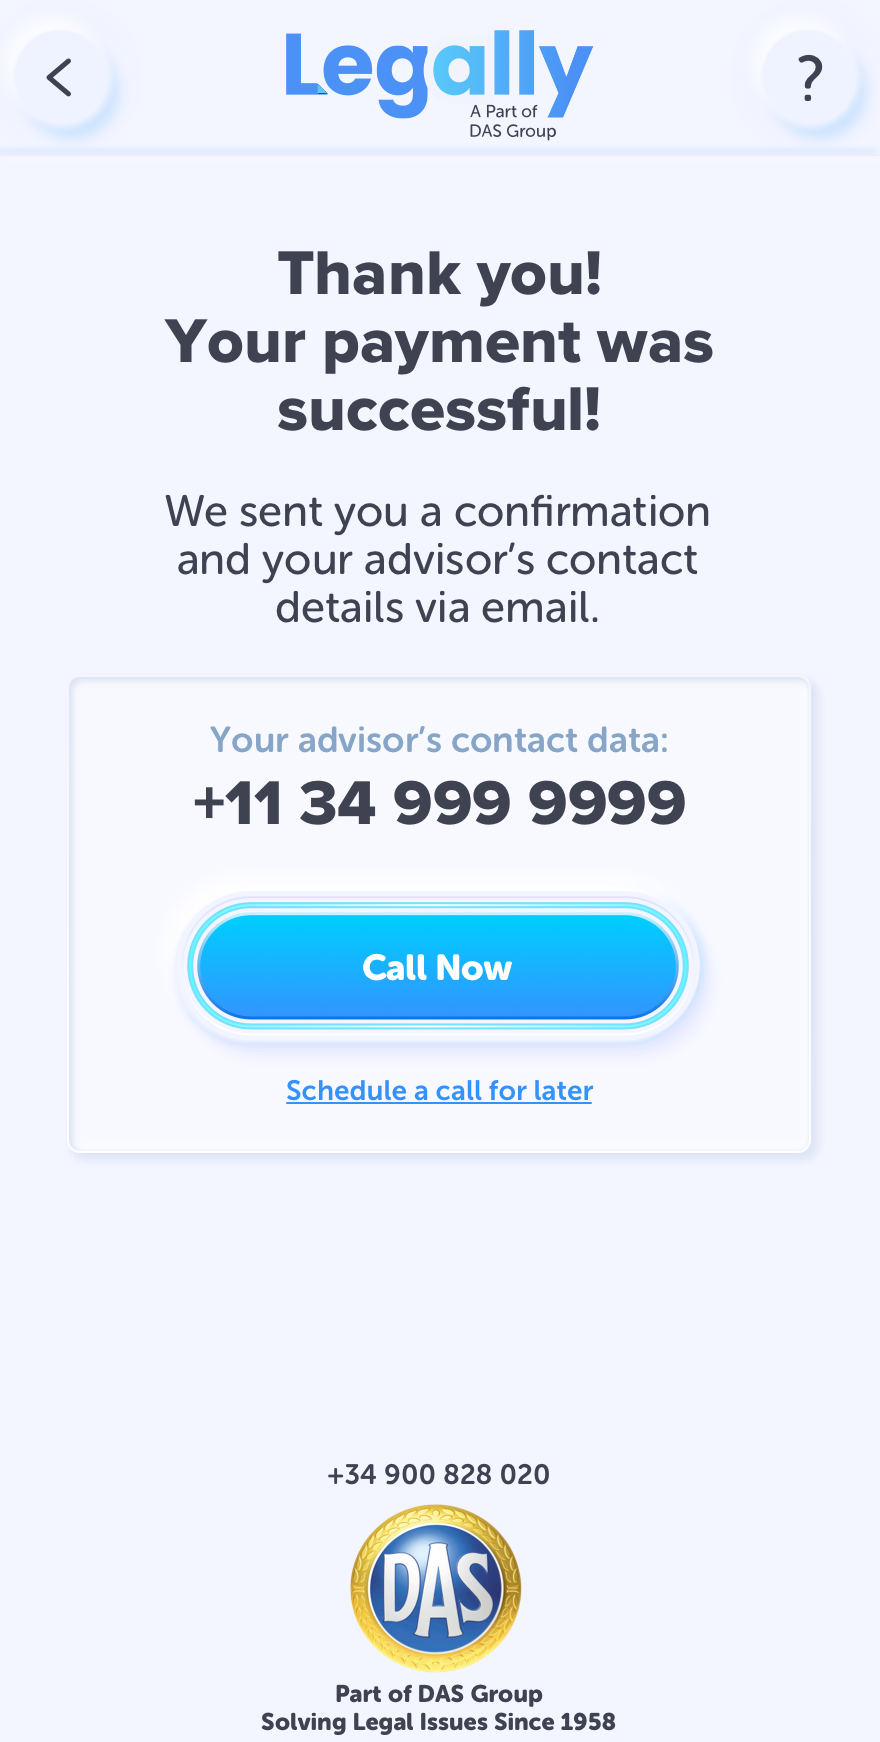 Legally
A Part of
DAS Group
?
Thank you!
Your payment was
successful!
We sent you a confirmation
and your advisor’s contact
details via email.
Your advisor’s contact data:
+11 34 999 9999
Call Now
Schedule a call for later
+34 900 828 020
DAS
Part of DAS Group
Solving Legal Issues Since 1958